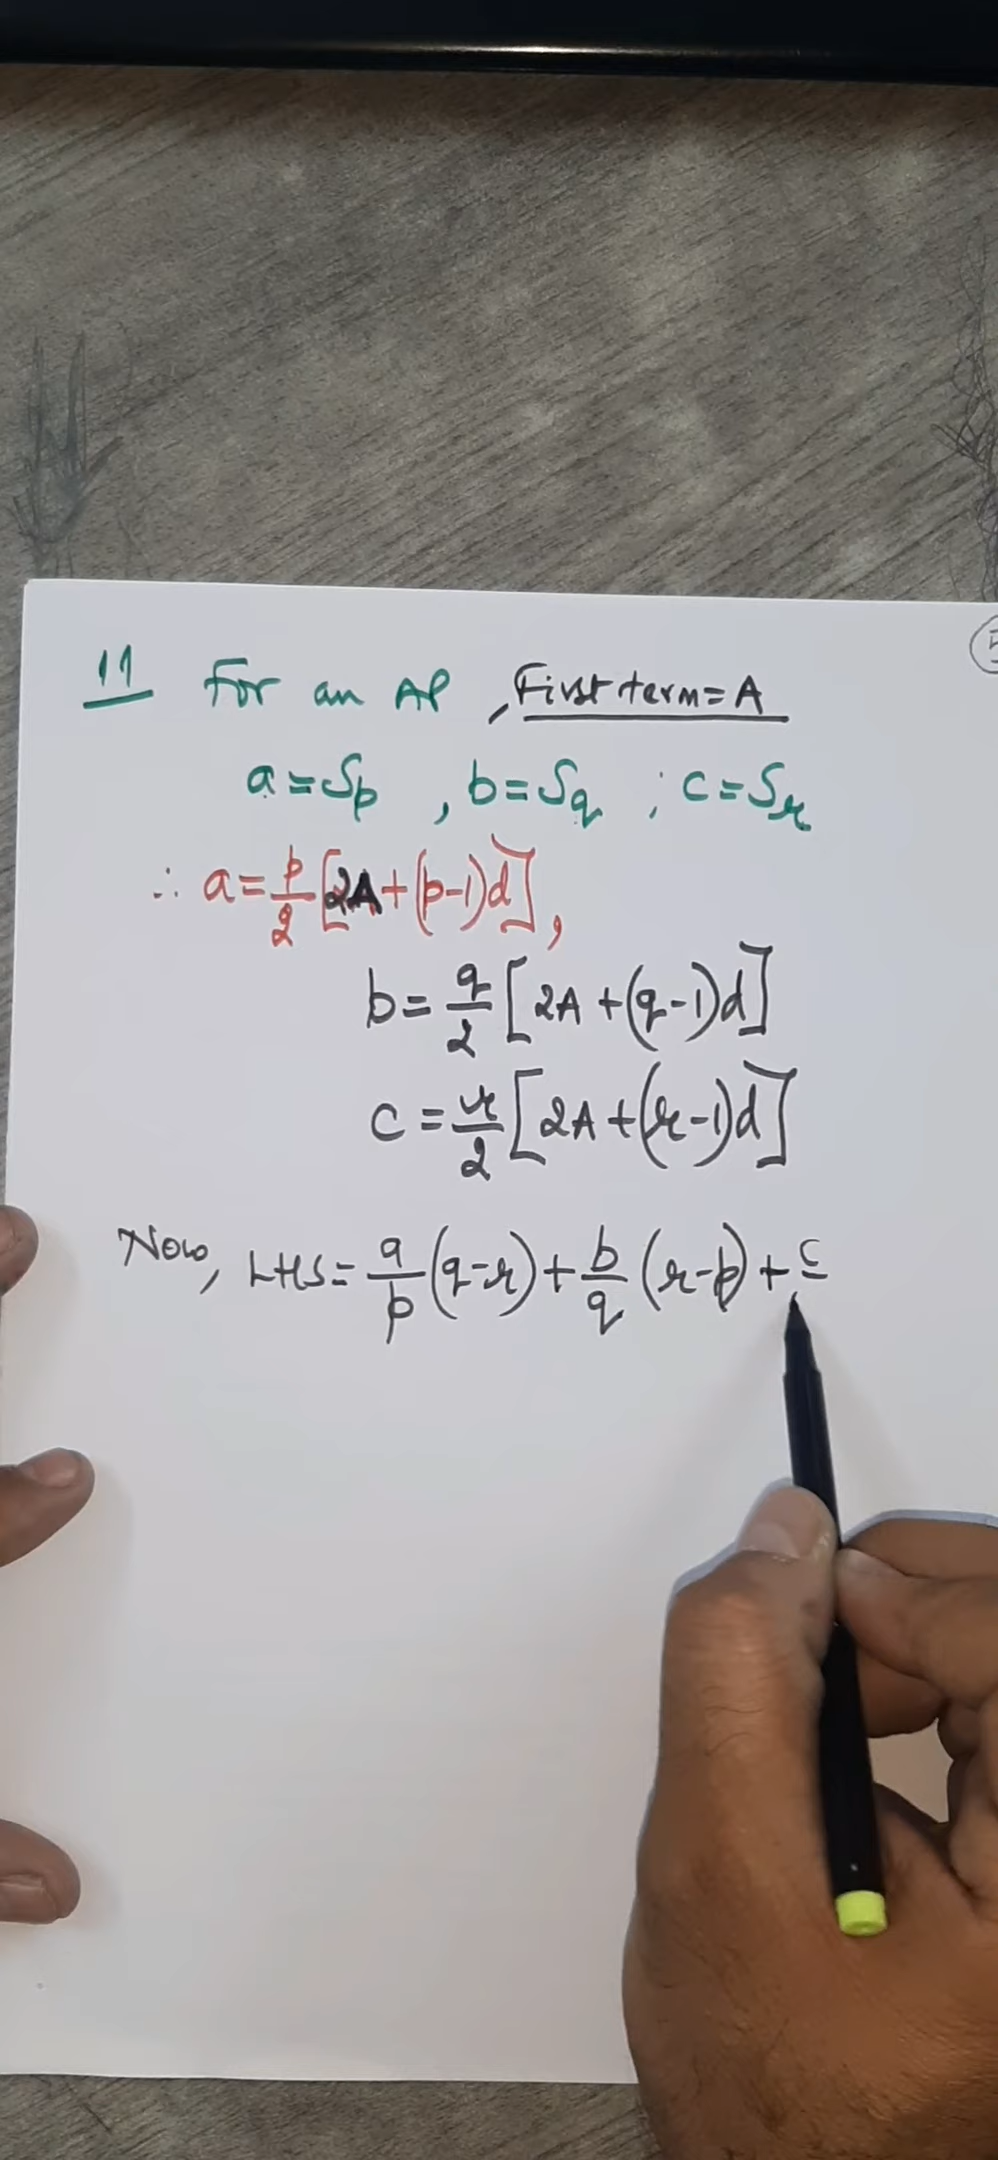 11 For an AP, First term = A
a = Sp , b = Sq ; c = Sr
∴ a = p/2 [2A + (p-1)d] ,
b = q/2 [2A + (q-1)d]
c = r/2 [2A + (r-1)d]
Now, LHS = a/p (q-r) + b/q (r-p) + c